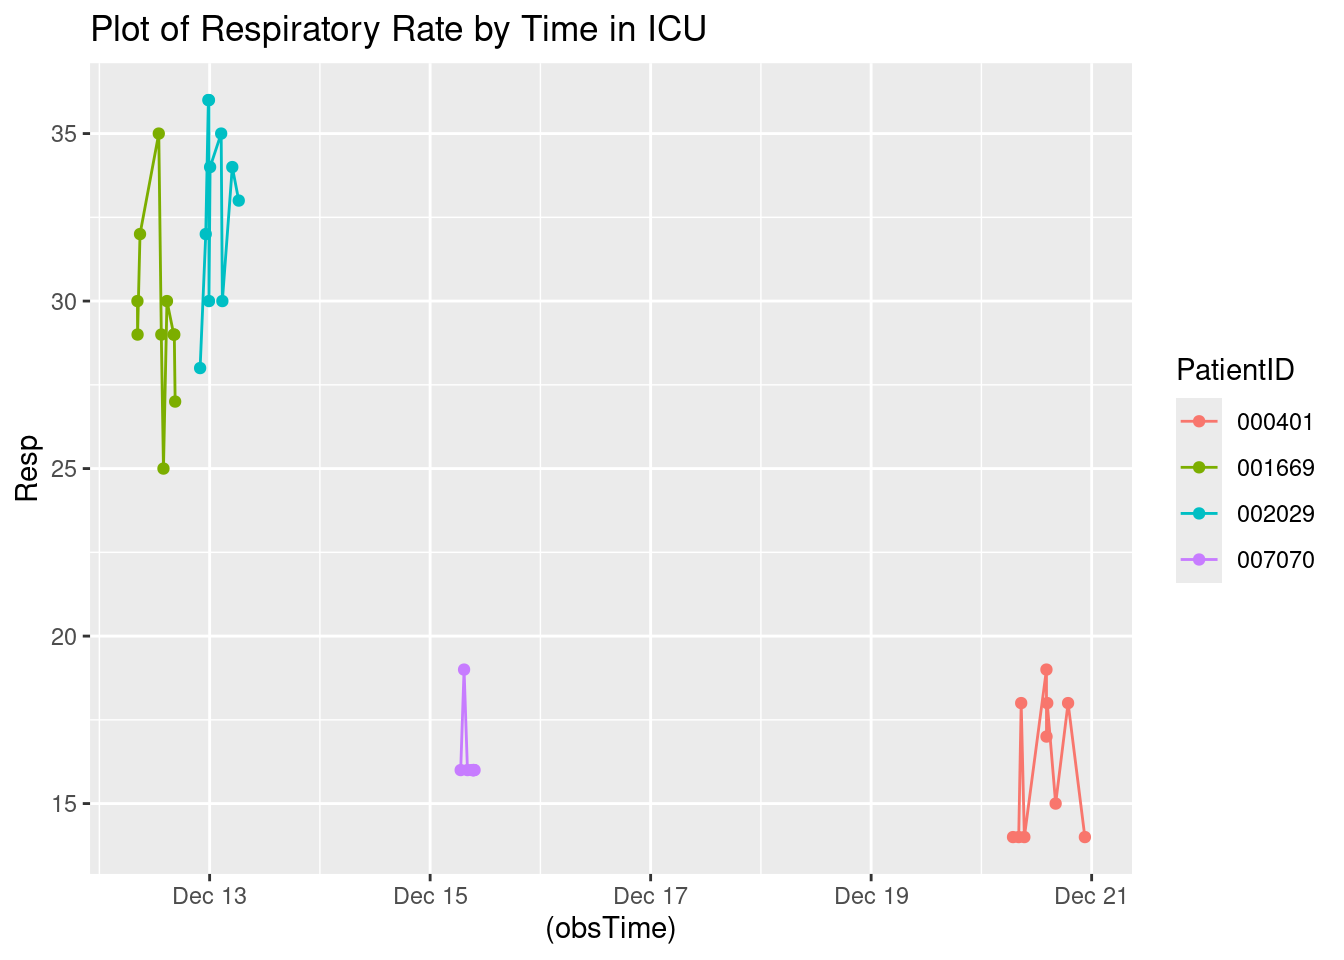 Plot of Respiratory Rate by Time in ICU
Resp
35
30
25
20
15
Dec 13
Dec 15
Dec 17
Dec 19
Dec 21
(obsTime)
PatientID
000401
001669
002029
007070